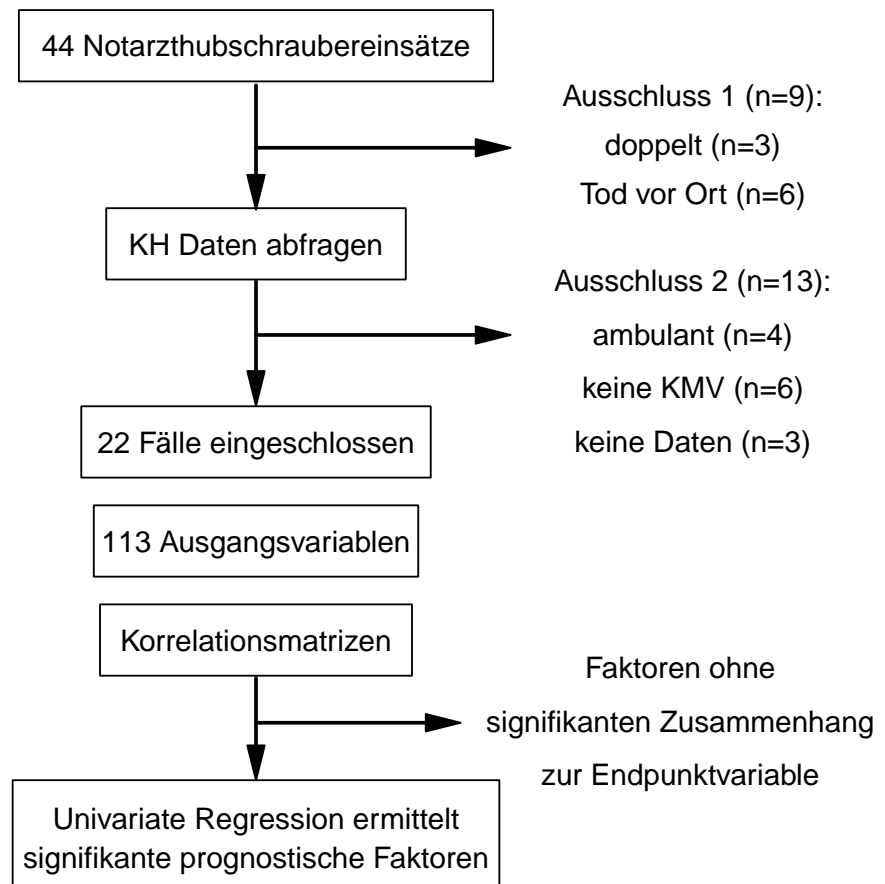 44 Notarzthubschraubereinsätze
Ausschluss 1 (n=9):
doppelt (n=3)
Tod vor Ort (n=6)
KH Daten abfragen
Ausschluss 2 (n=13):
ambulant (n=4)
keine KMV (n=6)
keine Daten (n=3)
22 Fälle eingeschlossen
113 Ausgangsvariablen
Korrelationsmatrizen
Faktoren ohne
signifikanten Zusammenhang
zur Endpunktvariable
Univariate Regression ermittelt
signifikante prognostische Faktoren